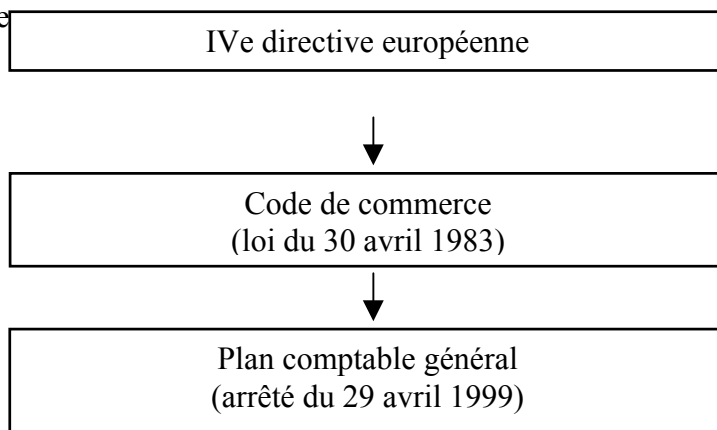 e
IVe directive européenne
Code de commerce
(loi du 30 avril 1983)
Plan comptable général
(arrêté du 29 avril 1999)